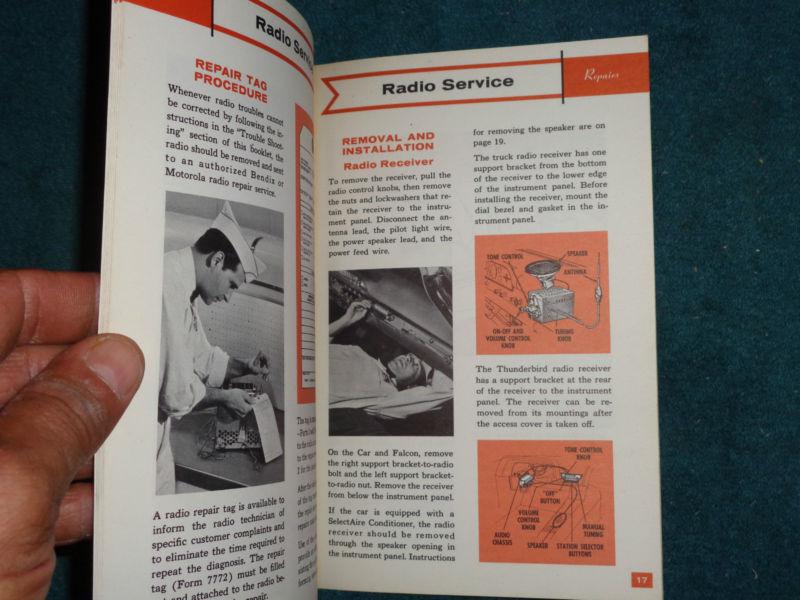 Radio Service
REPAIR TAG
PROCEDURE
Whenever radio troubles cannot
be corrected by following the in-
structions in the "Trouble Shoot-
ing" section of this booklet, the
radio should be removed and sent
to an authorized Bendix or
Motorola radio repair service.
A radio repair tag is available to
inform the radio technician of
specific customer complaints and
to eliminate the time required to
repeat the diagnosis. The repair
tag (Form 7772) must be filled
and attached to the radio be-
repair.
Radio Service
Repairs
REMOVAL AND
INSTALLATION
Radio Receiver
To remove the receiver, pull the
radio control knobs, then remove
the nuts and lockwashers that re-
tain the receiver to the instru-
ment panel. Disconnect the an-
tenna lead, the pilot light wire,
the power speaker lead, and the
power feed wire.
On the Car and Falcon, remove
the right support bracket-to-radio
bolt and the left support bracket-
to-radio nut. Remove the receiver
from below the instrument panel.
If the car is equipped with a
SelectAire Conditioner, the radio
receiver should be removed
through the speaker opening in
the instrument panel. Instructions
for removing the speaker are on
page 19.
The truck radio receiver has one
support bracket from the bottom
of the receiver to the lower edge
of the instrument panel. Before
installing the receiver, mount the
dial bezel and gasket in the in-
strument panel.
TONE CONTROL
SPEAKER
ANTENNA
ON-OFF AND
VOLUME CONTROL
KNOB
TUNING
KNOB
The Thunderbird radio receiver
has a support bracket at the rear
of the receiver to the instrument
panel. The receiver can be re-
moved from its mountings after
the access cover is taken off.
TONE CONTROL
KNOB
"OFF"
BUTTON
VOLUME
CONTROL
KNOB
MANUAL
TUNING
AUDIO
CHASSIS
SPEAKER
STATION SELECTOR
BUTTONS
17